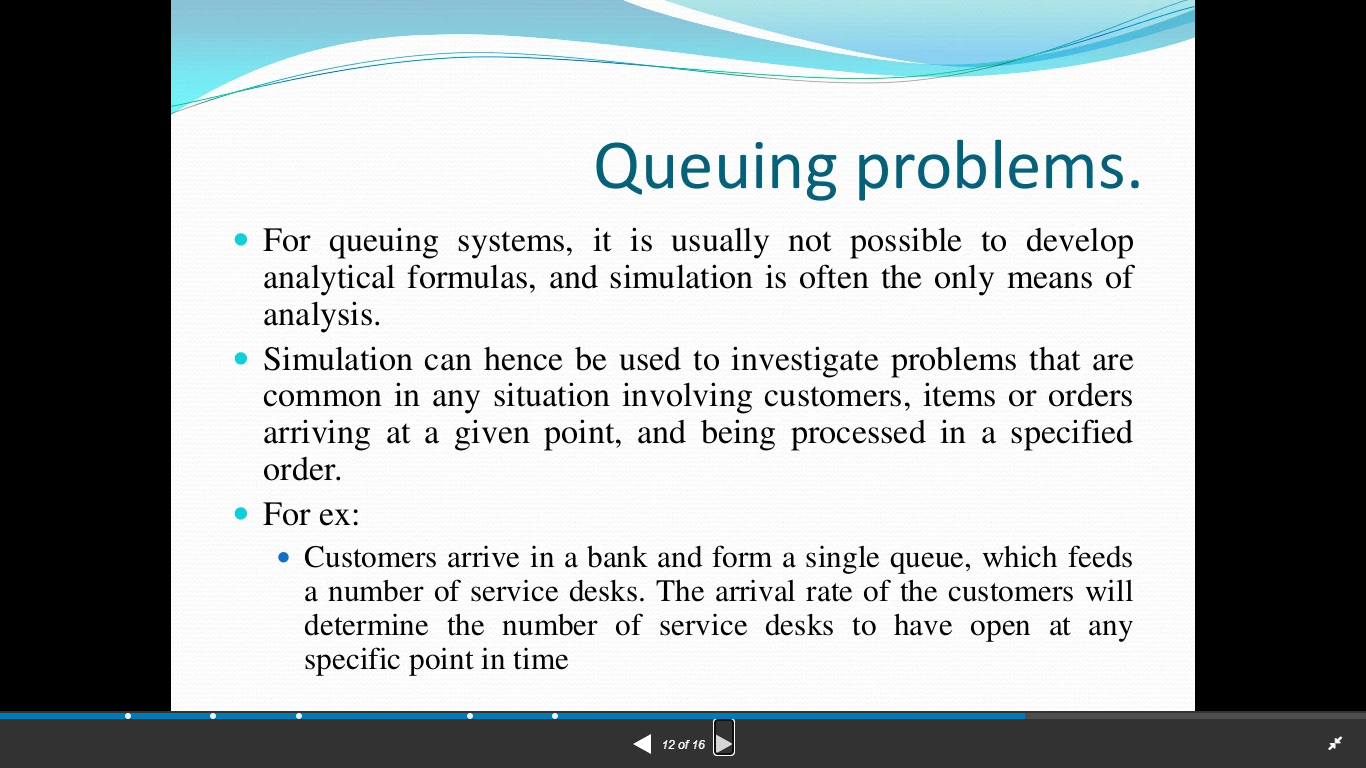 Queuing problems.
For queuing systems, it is usually not possible to develop
analytical formulas, and simulation is often the only means of
analysis.
Simulation can hence be used to investigate problems that are
common in any situation involving customers, items or orders
arriving at a given point, and being processed in a specified
order.
For ex:
Customers arrive in a bank and form a single queue, which feeds
a number of service desks. The arrival rate of the customers will
determine the number of service desks to have open at any
specific point in time
12 of 16